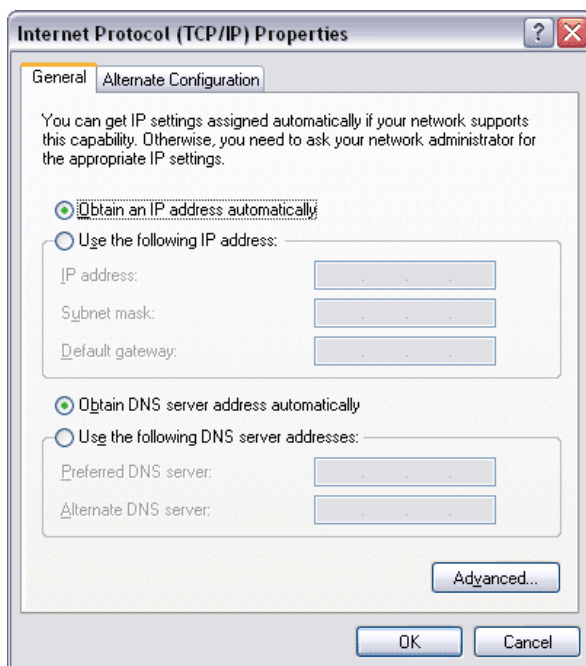 Internet Protocol (TCP/IP) Properties
General
Alternate Configuration
You can get IP settings assigned automatically if your network supports
this capability. Otherwise, you need to ask your network administrator for
the appropriate IP settings.
Obtain an IP address automatically
Use the following IP address:
IP address:
Subnet mask:
Default gateway:
Obtain DNS server address automatically
Use the following DNS server addresses:
Preferred DNS server:
Alternate DNS server:
Advanced...
OK
Cancel